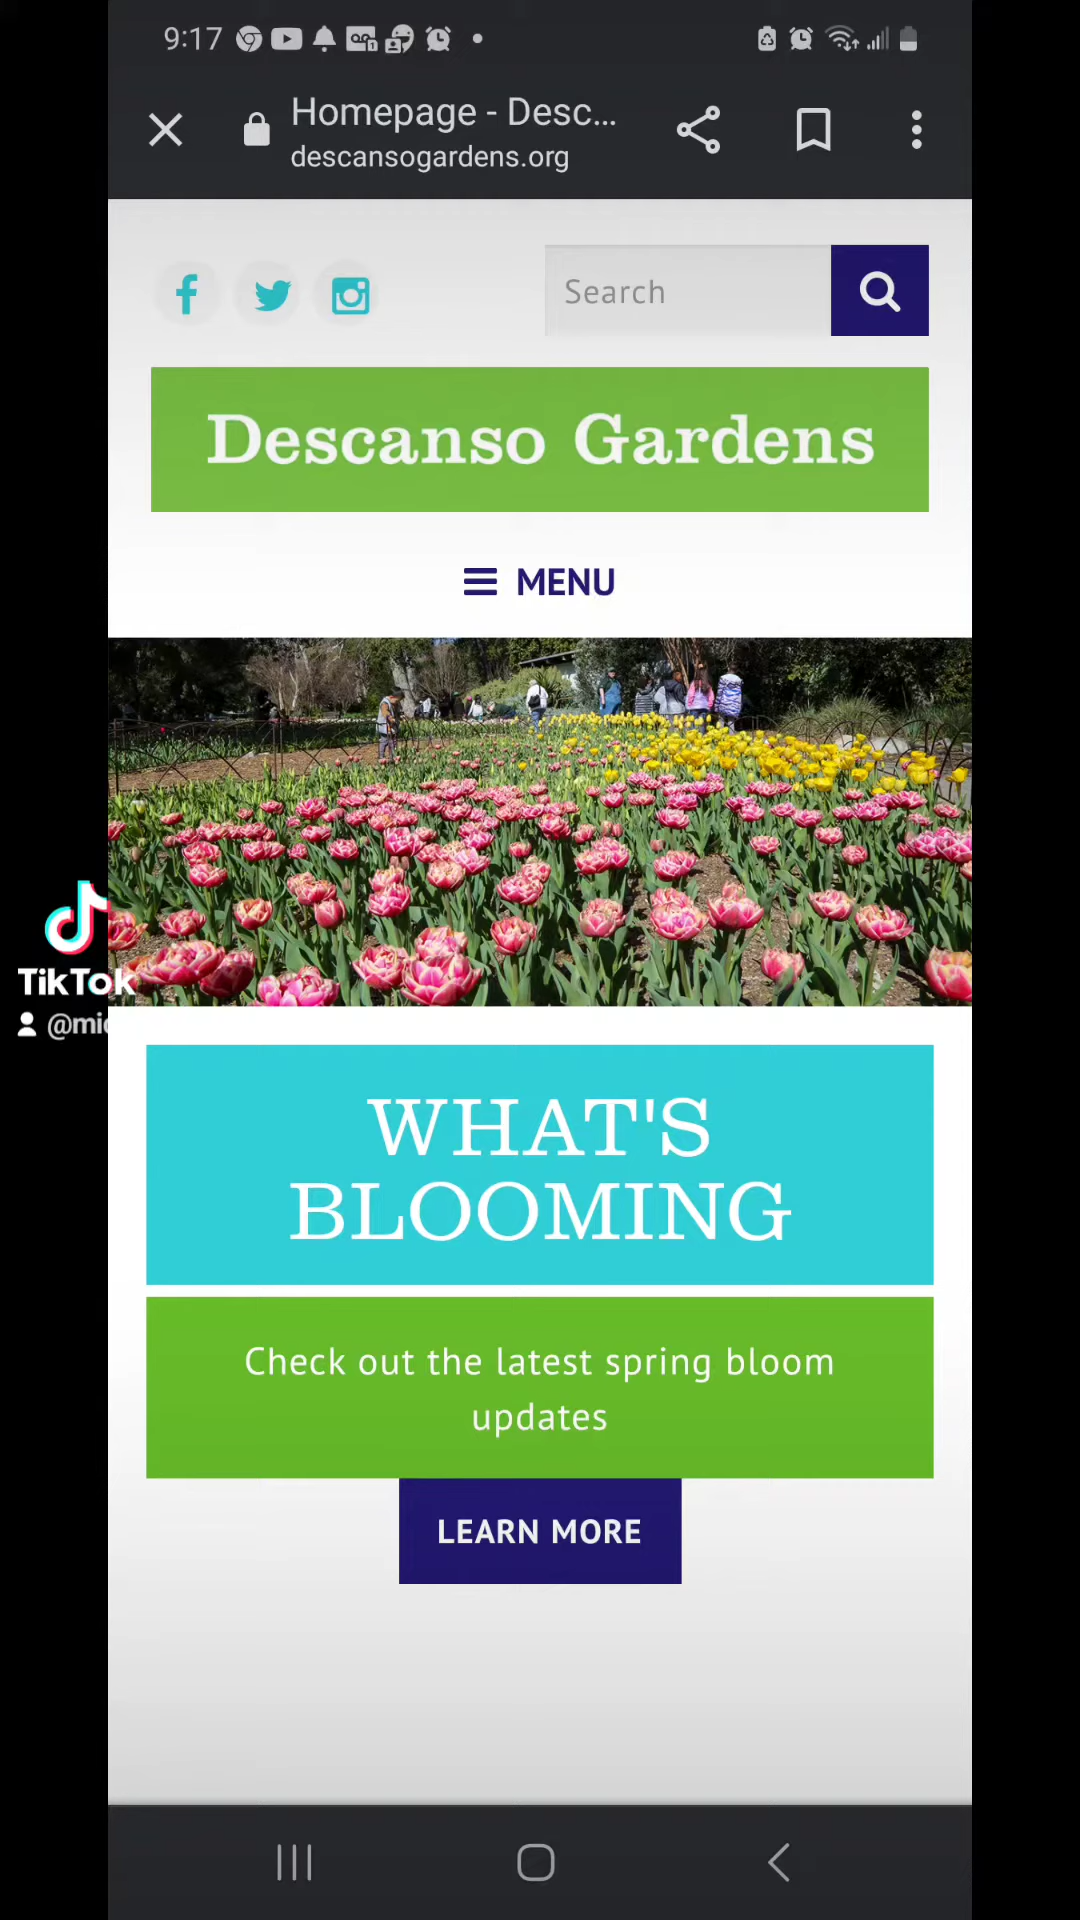 9:17
Homepage - Desc...
descansogardens.org
Search
Descanso Gardens
MENU
TikTok
@mic
WHAT'S
BLOOMING
Check out the latest spring bloom
updates
LEARN MORE